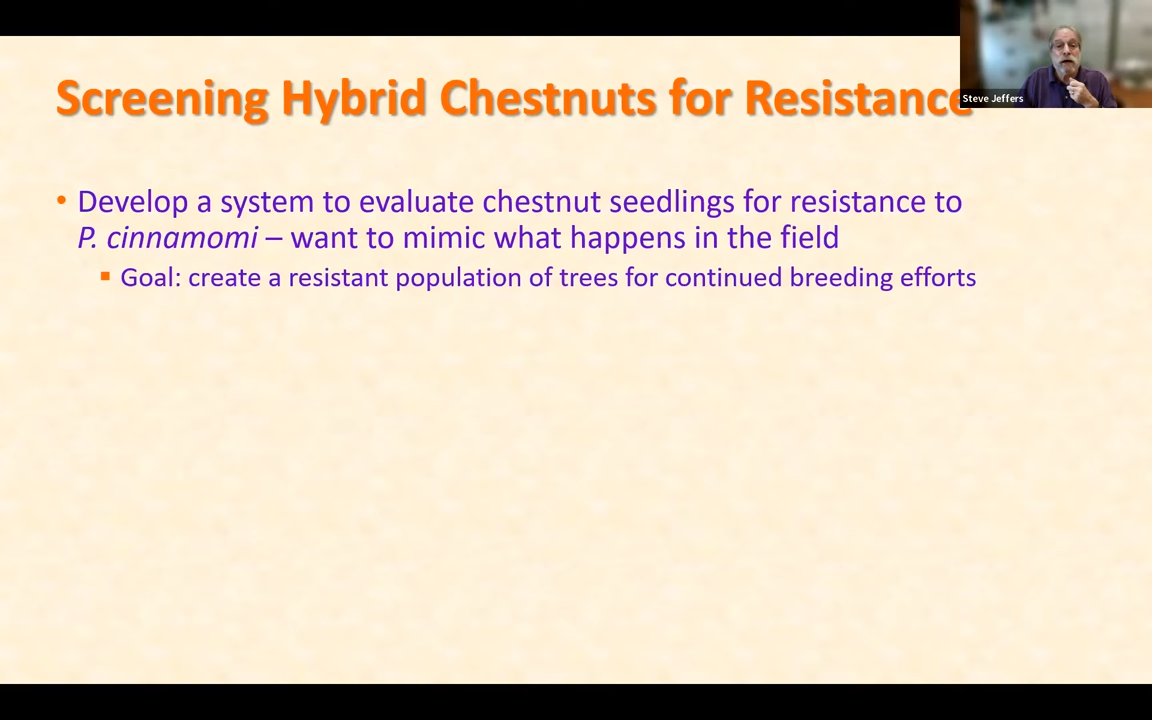 Screening Hybrid Chestnuts for Resistance
Steve Jeffers
• Develop a system to evaluate chestnut seedlings for resistance to
P. cinnamomi – want to mimic what happens in the field
▪ Goal: create a resistant population of trees for continued breeding efforts